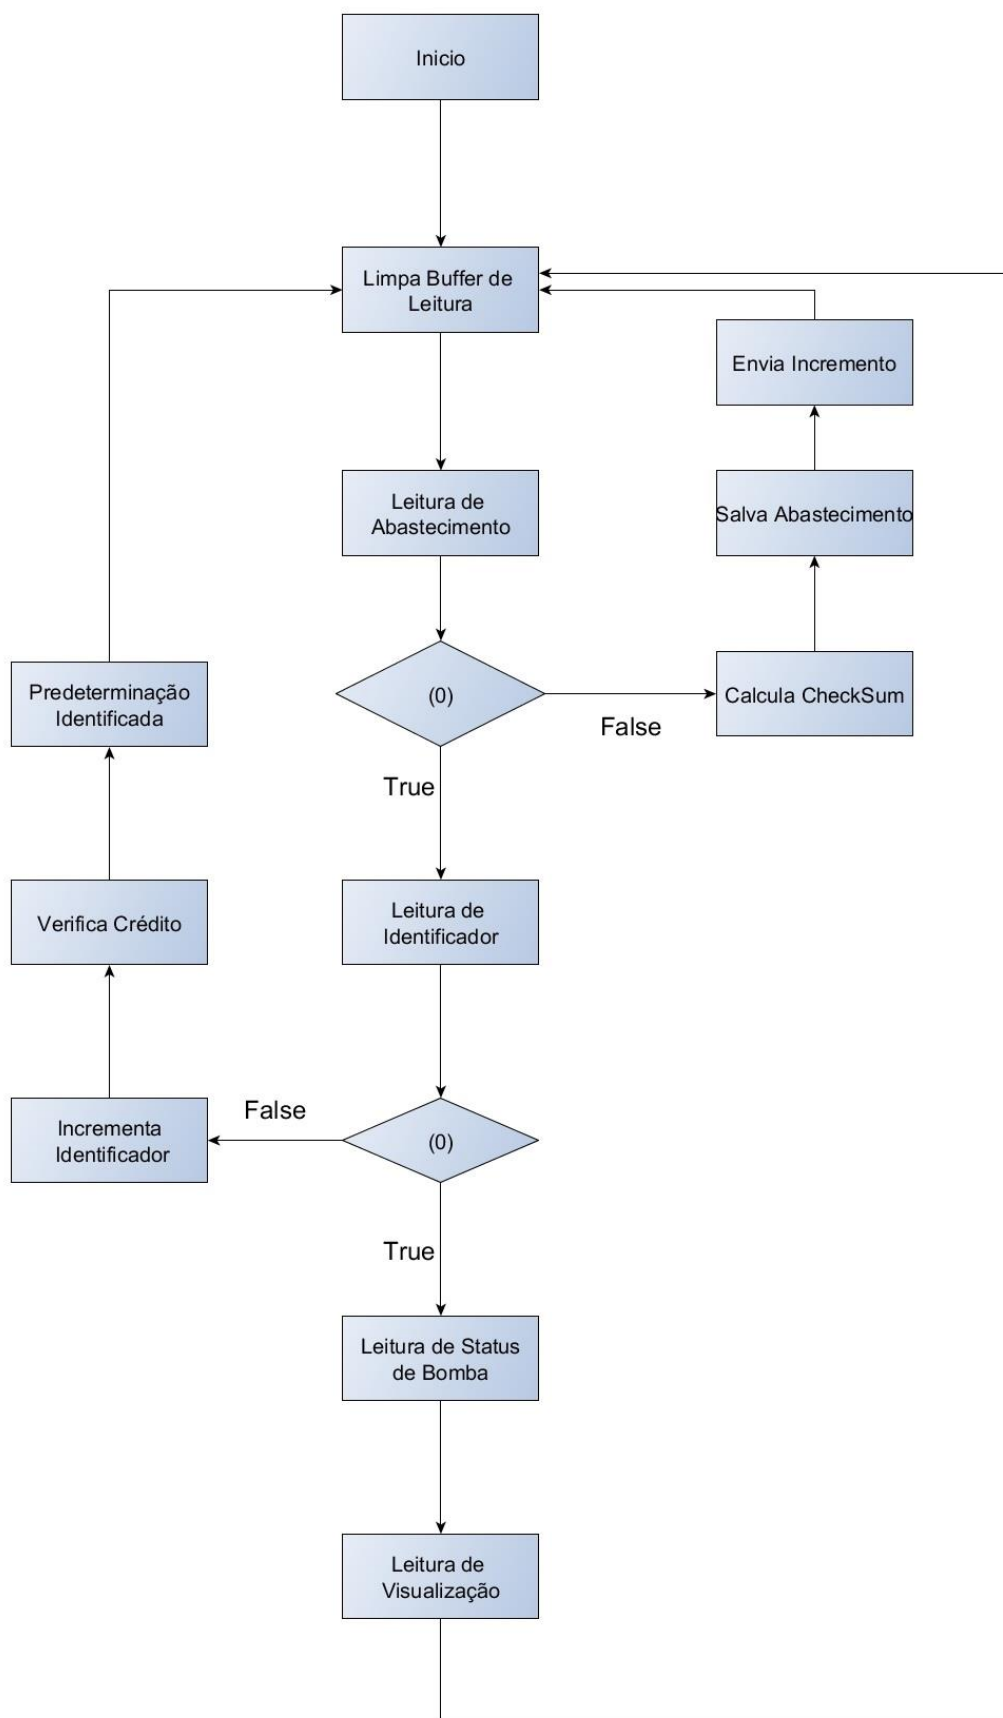 Inicio
Limpa Buffer de
Leitura
Envia Incremento
Leitura de
Abastecimento
Salva Abastecimento
Predeterminação
Identificada
(0)
False
Calcula CheckSum
True
Verifica Crédito
Leitura de
Identificador
Incrementa
Identificador
False
(0)
True
Leitura de Status
de Bomba
Leitura de
Visualização